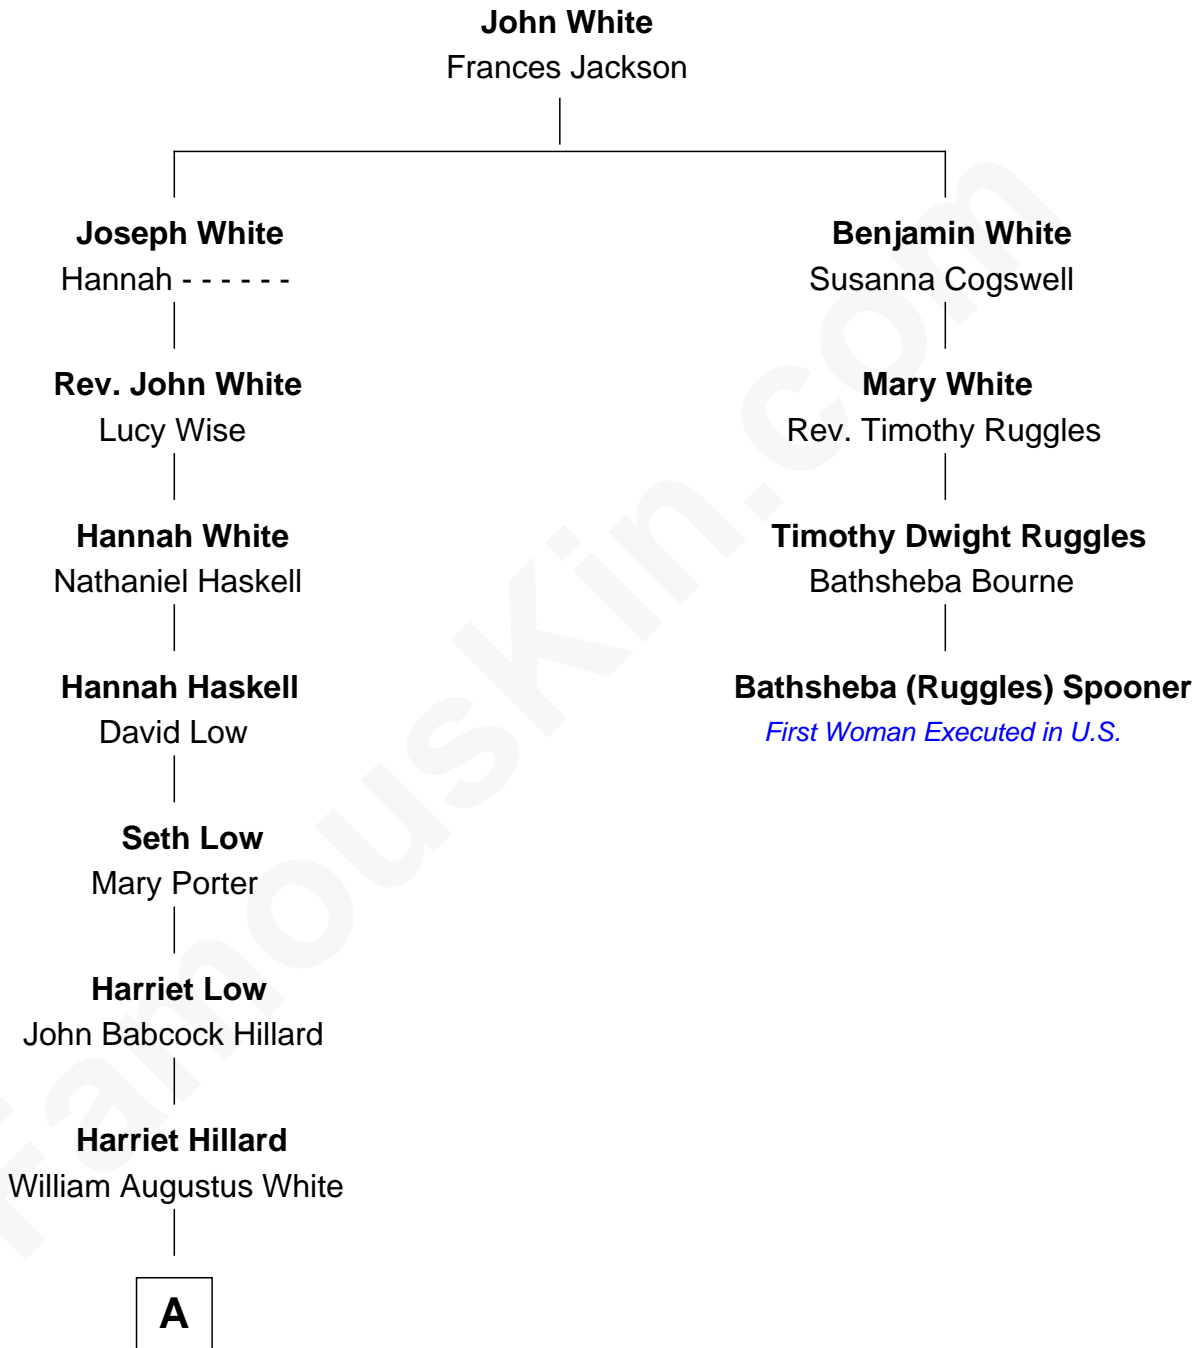 John White
Frances Jackson
Joseph White
Hannah - - - - - -
Benjamin White
Susanna Cogswell
Rev. John White
Lucy Wise
Mary White
Rev. Timothy Ruggles
Hannah White
Nathaniel Haskell
Timothy Dwight Ruggles
Bathsheba Bourne
Hannah Haskell
David Low
Bathsheba (Ruggles) Spooner
First Woman Executed in U.S.
Seth Low
Mary Porter
Harriet Low
John Babcock Hillard
Harriet Hillard
William Augustus White
A
FamousKin.com